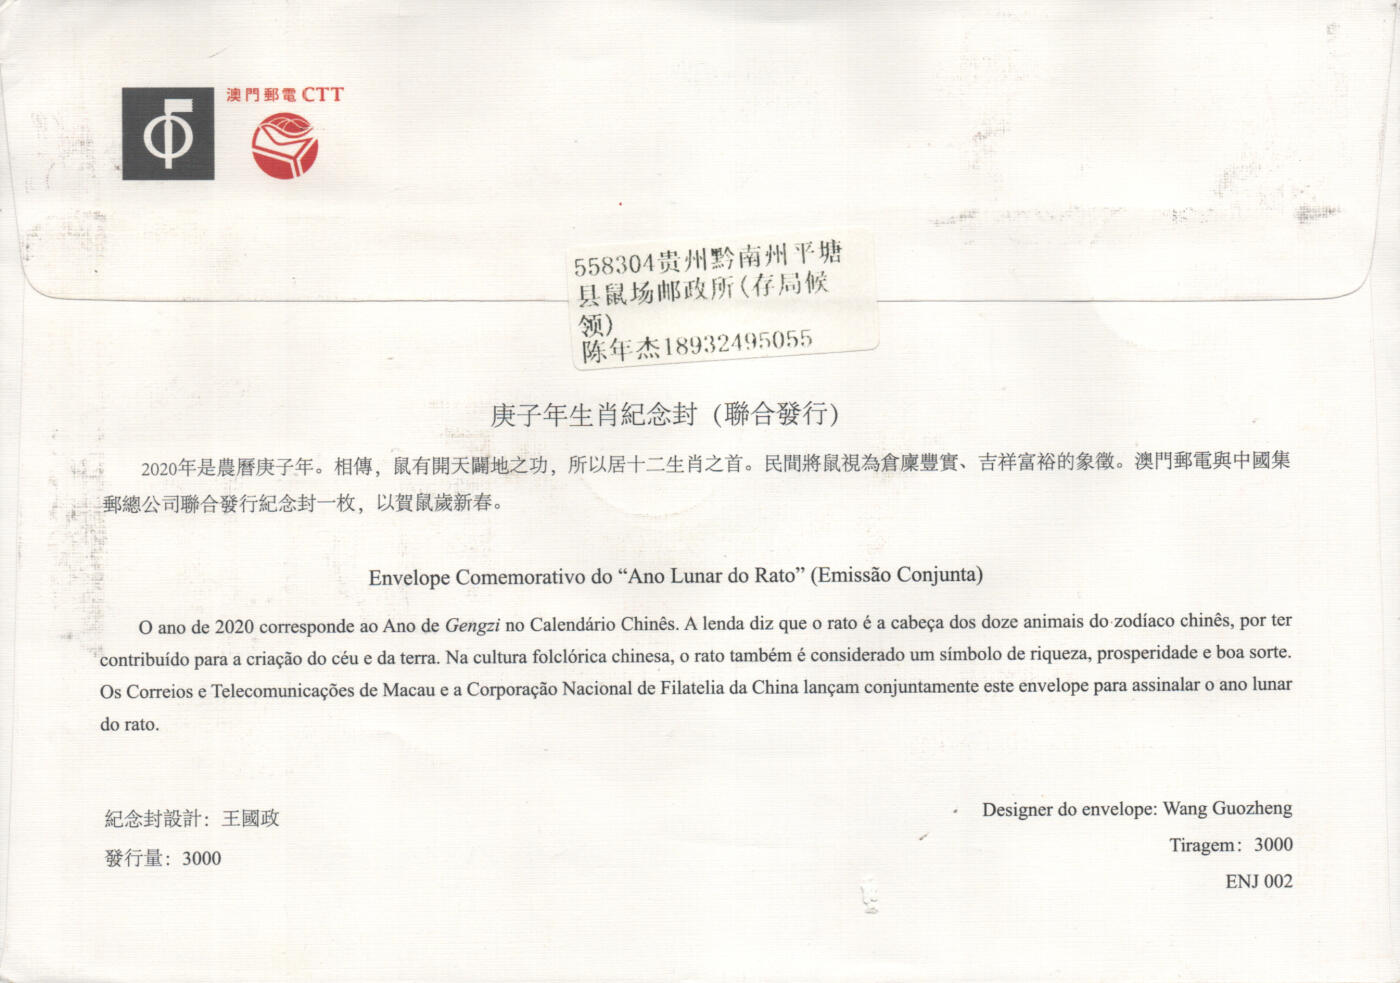 澳門郵電 CTT
558304贵州黔南州平塘
县鼠场邮政所(存局候
领)
陈年杰18932495055
庚子年生肖紀念封（聯合發行）
2020年是農曆庚子年。相傳，鼠有開天闢地之功，所以居十二生肖之首。民間將鼠視為倉廩豐實、吉祥富裕的象徵。澳門郵電與中國集
郵總公司聯合發行紀念封一枚，以賀鼠歲新春。
Envelope Comemorativo do “Ano Lunar do Rato” (Emissão Conjunta)
O ano de 2020 corresponde ao Ano de Gengzi no Calendário Chinês. A lenda diz que o rato é a cabeça dos doze animais do zodíaco chinês, por ter
contribuído para a criação do céu e da terra. Na cultura folclórica chinesa, o rato também é considerado um símbolo de riqueza, prosperidade e boa sorte.
Os Correios e Telecomunicações de Macau e a Corporação Nacional de Filatelia da China lançam conjuntamente este envelope para assinalar o ano lunar
do rato.
紀念封設計：王國政
發行量：3000
Designer do envelope: Wang Guozheng
Tiragem：3000
ENJ 002